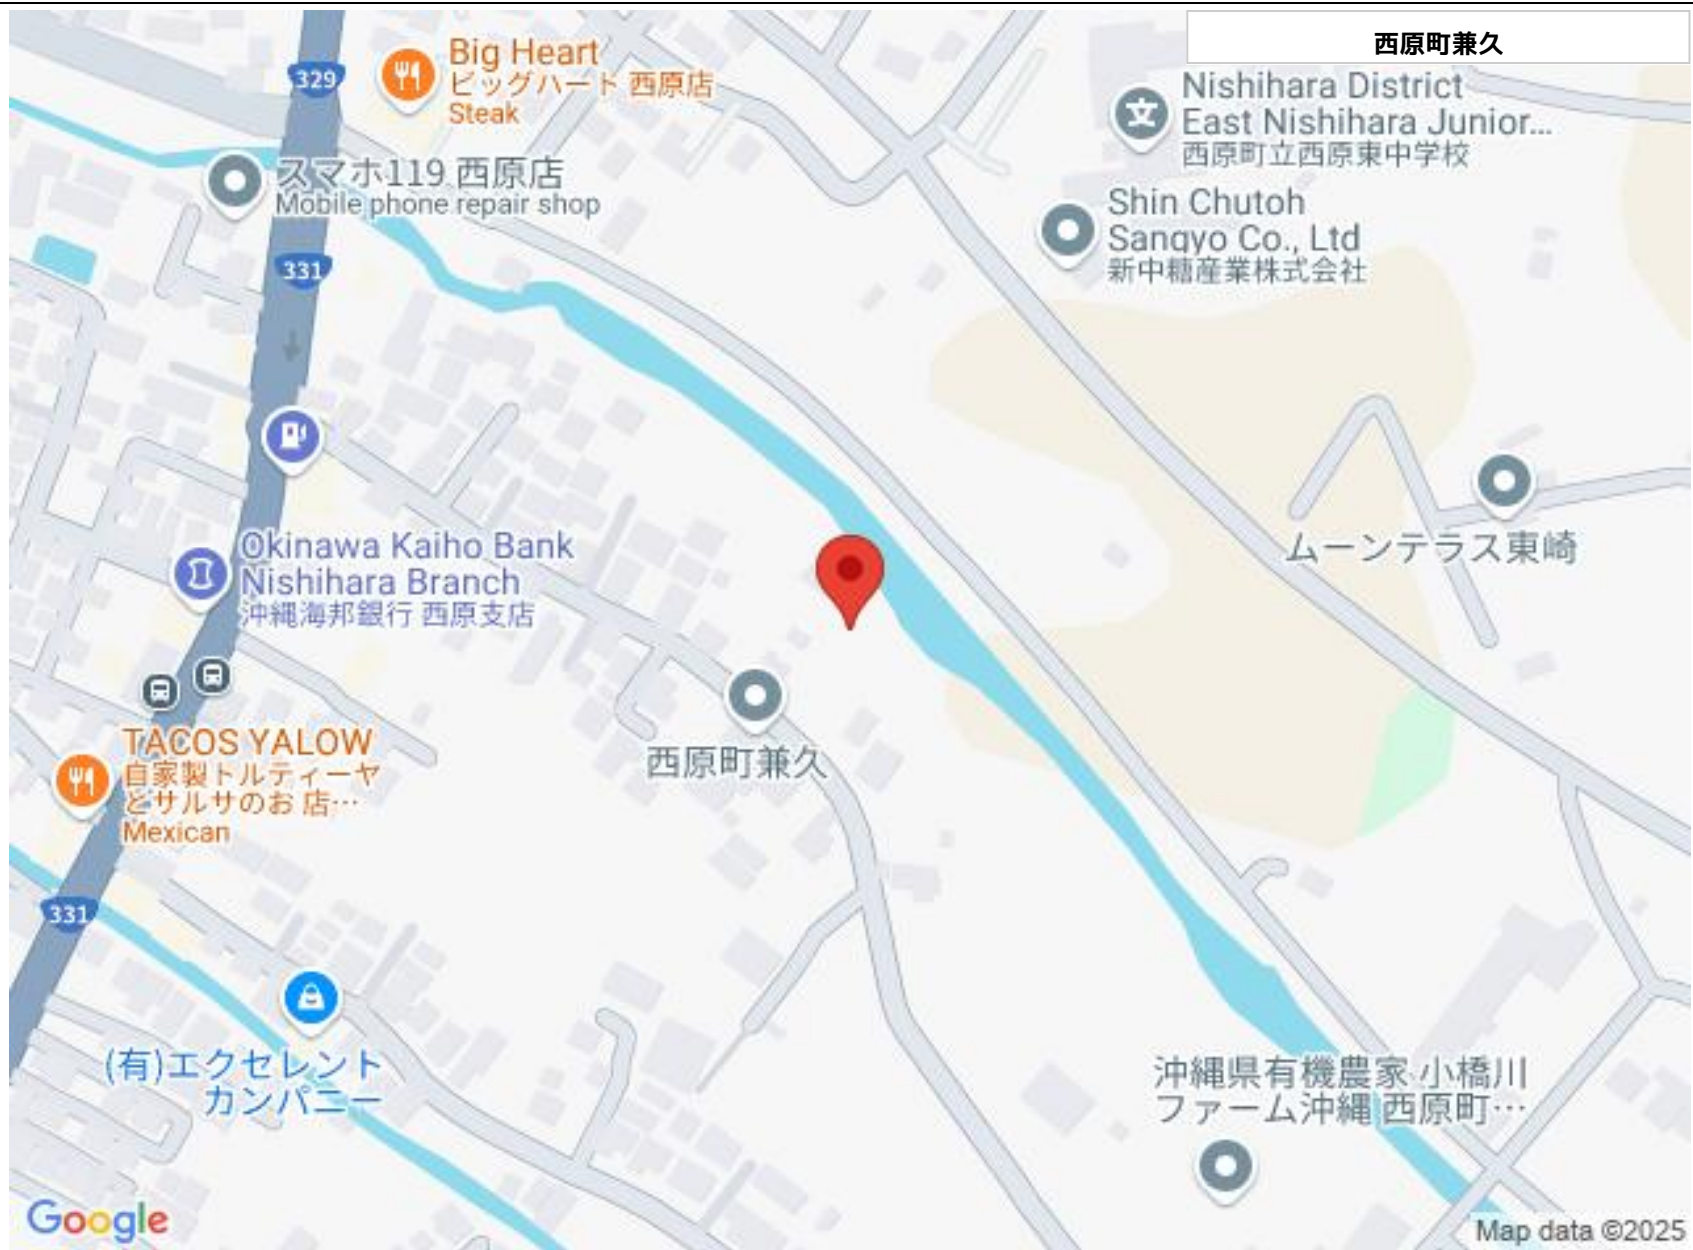 西原町兼久
329
Big Heart
ビッグハート 西原店
Steak
Nishihara District
East Nishihara Junior...
西原町立西原東中学校
スマホ119 西原店
Mobile phone repair shop
Shin Chutoh
Sangyo Co., Ltd
新中糖産業株式会社
331
ムーンテラス東崎
Okinawa Kaiho Bank
Nishihara Branch
沖縄海邦銀行 西原支店
西原町兼久
TACOS YALOW
自家製トルティーヤ
とサルサのお 店…
Mexican
331
(有)エクセレント
カンパニー
沖縄県有機農家 小橋川
ファーム沖縄 西原町…
Google
Map data ©2025